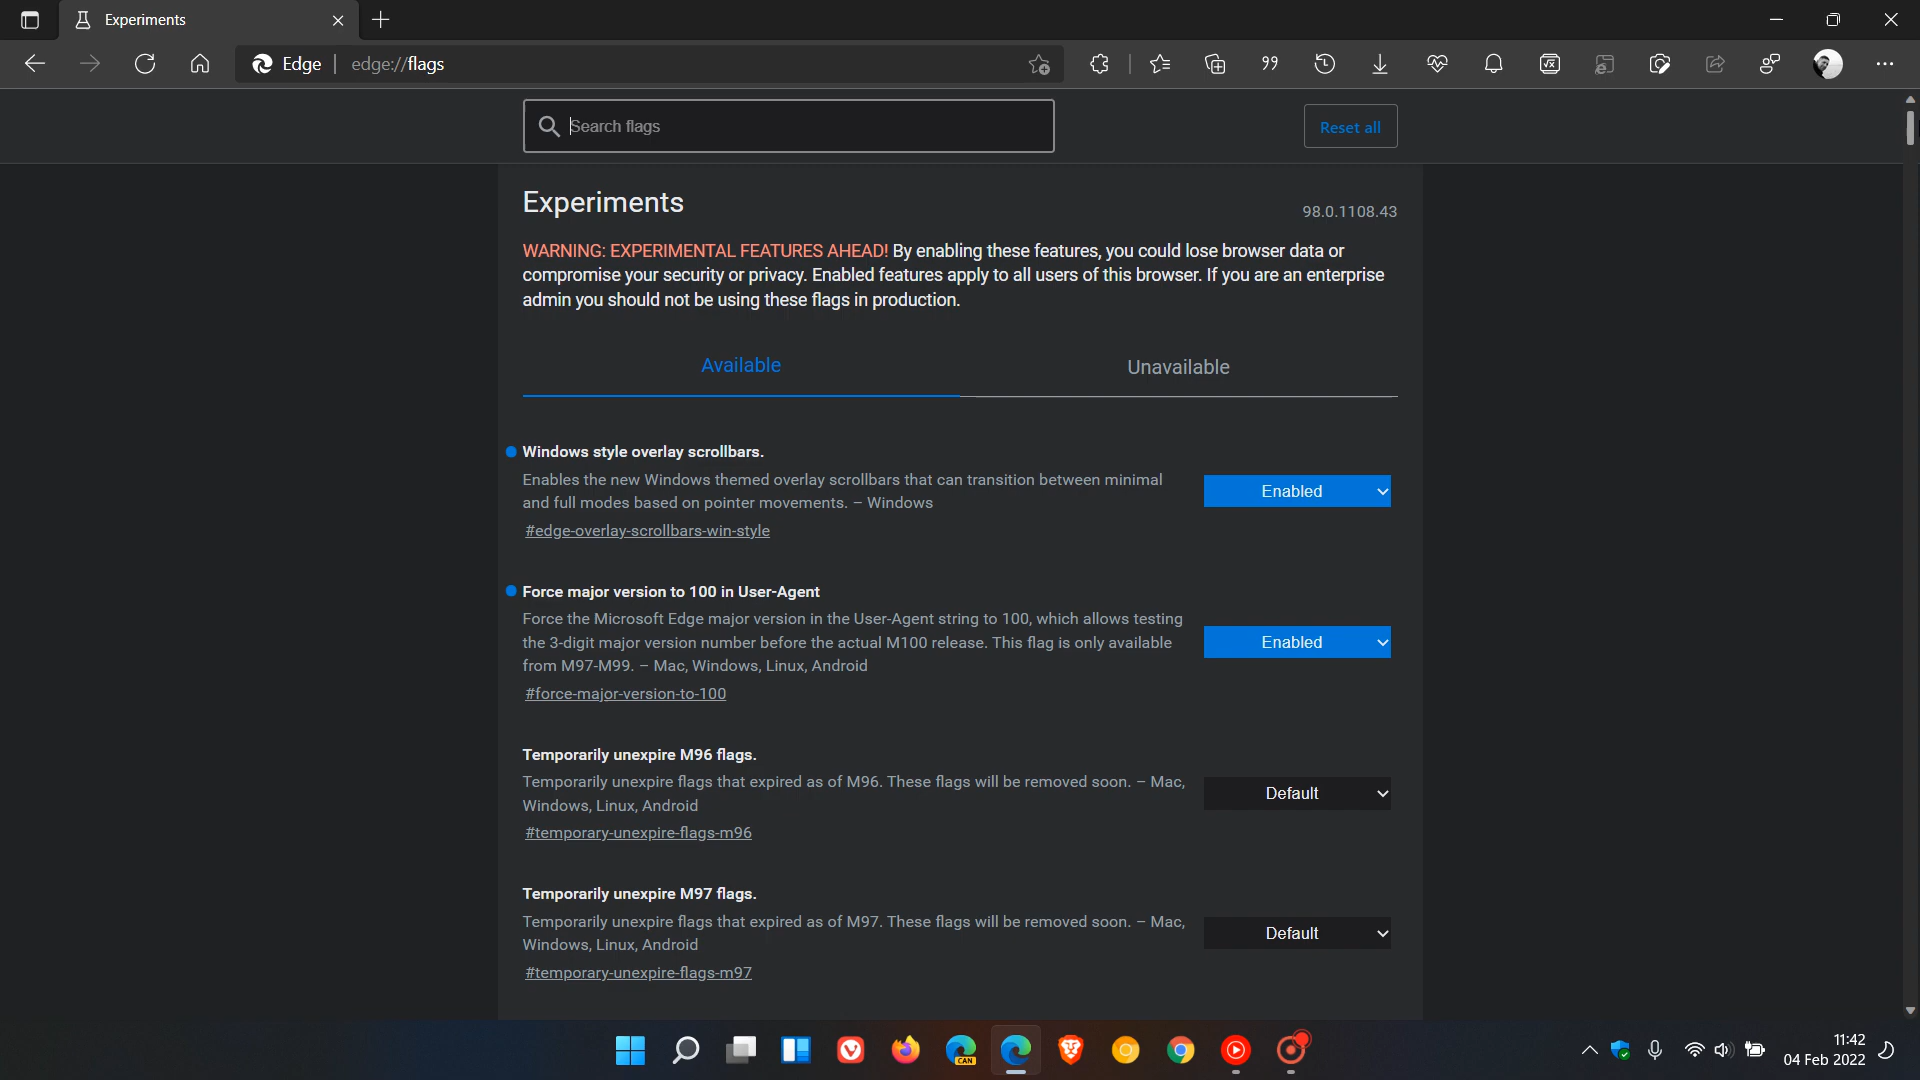 Experiments
Edge
edge://flags
Search flags
Reset all
Experiments
98.0.1108.43
WARNING: EXPERIMENTAL FEATURES AHEAD! By enabling these features, you could lose browser data or
compromise your security or privacy. Enabled features apply to all users of this browser. If you are an enterprise
admin you should not be using these flags in production.
Available
Unavailable
Windows style overlay scrollbars.
Enables the new Windows themed overlay scrollbars that can transition between minimal
and full modes based on pointer movements. – Windows
#edge-overlay-scrollbars-win-style
Enabled
Force major version to 100 in User-Agent
Force the Microsoft Edge major version in the User-Agent string to 100, which allows testing
the 3-digit major version number before the actual M100 release. This flag is only available
from M97-M99. – Mac, Windows, Linux, Android
#force-major-version-to-100
Enabled
Temporarily unexpire M96 flags.
Temporarily unexpire flags that expired as of M96. These flags will be removed soon. – Mac,
Windows, Linux, Android
#temporary-unexpire-flags-m96
Default
Temporarily unexpire M97 flags.
Temporarily unexpire flags that expired as of M97. These flags will be removed soon. – Mac,
Windows, Linux, Android
#temporary-unexpire-flags-m97
Default
CAN
11:42
04 Feb 2022